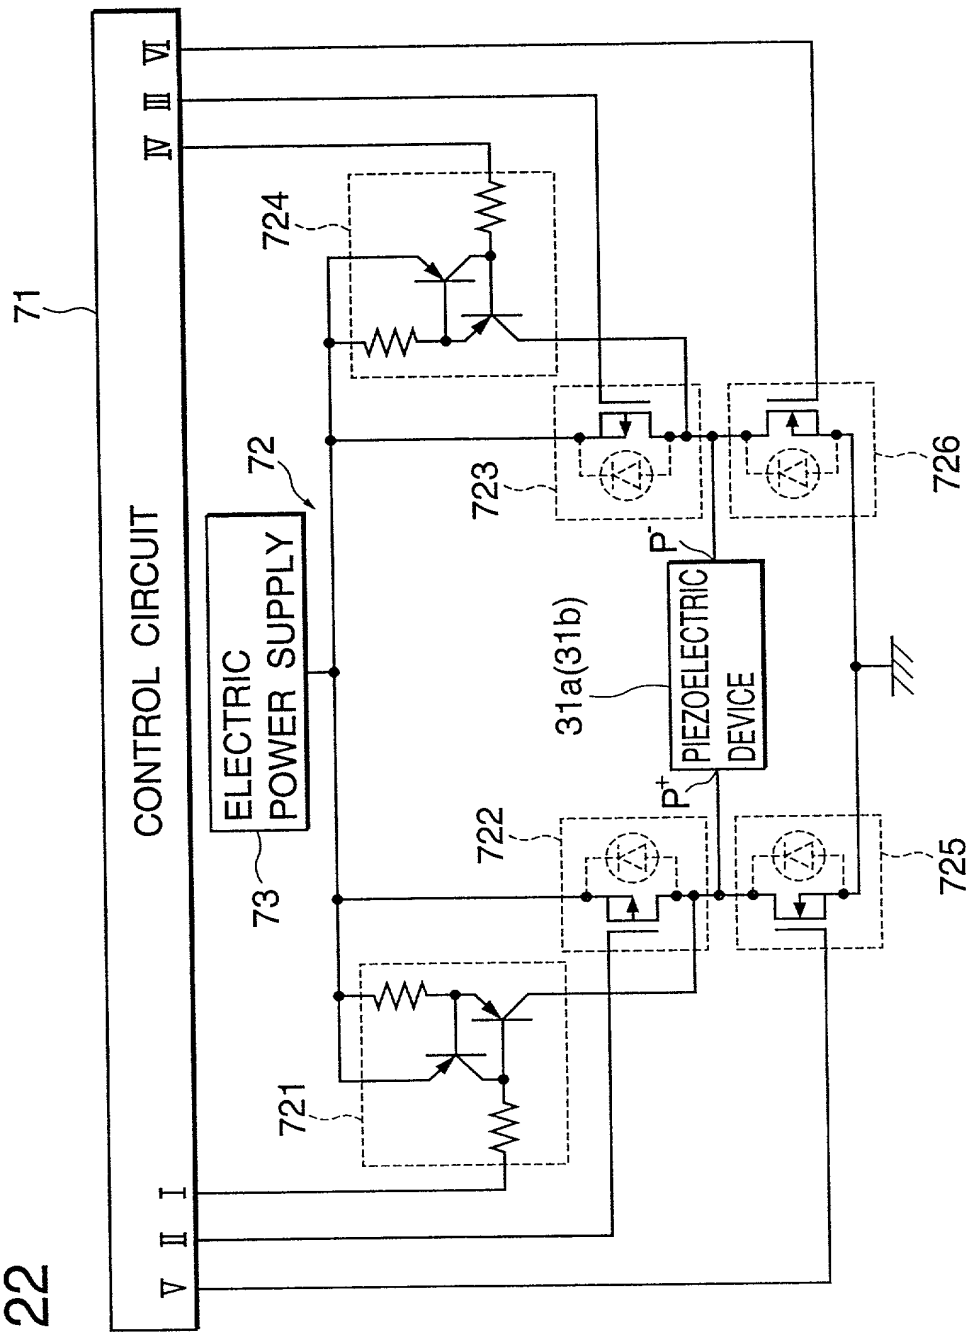 22
71
CONTROL CIRCUIT
V
II
I
IV
III
VI
ELECTRIC
POWER SUPPLY
73
72
721
724
722
723
P+
P-
31a(31b)
PIEZOELECTRIC
DEVICE
725
726